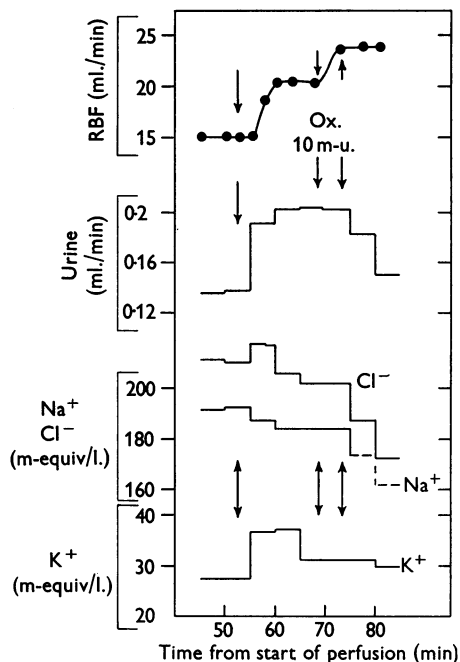 RBF
(ml./min)
25
20
15
Ox.
10 m-u.
Urine
(ml./min)
0·2
0·16
0·12
Na⁺
Cl⁻
(m-equiv/l.)
200
180
160
Cl⁻
Na⁺
K⁺
(m-equiv/l.)
40
30
20
K⁺
50 60 70 80 (min)
Time from start of perfusion